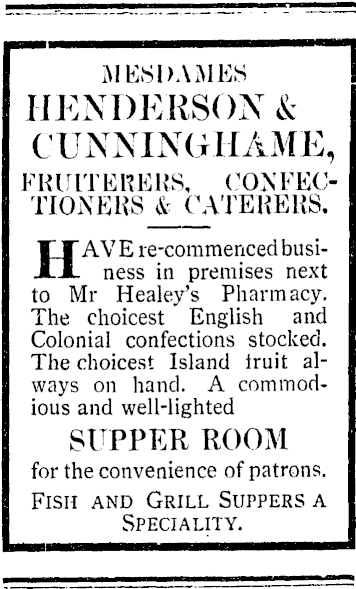 MESDAMES
HENDERSON &
CUNNINGHAME,
FRUITERERS, CONFEC-
TIONERS & CATERERS.
HAVE re-commenced busi-
ness in premises next
to Mr Healey's Pharmacy.
The choicest English and
Colonial confections stocked.
The choicest Island fruit al-
ways on hand. A commod-
ious and well-lighted
SUPPER ROOM
for the convenience of patrons.
FISH AND GRILL SUPPERS A
SPECIALITY.